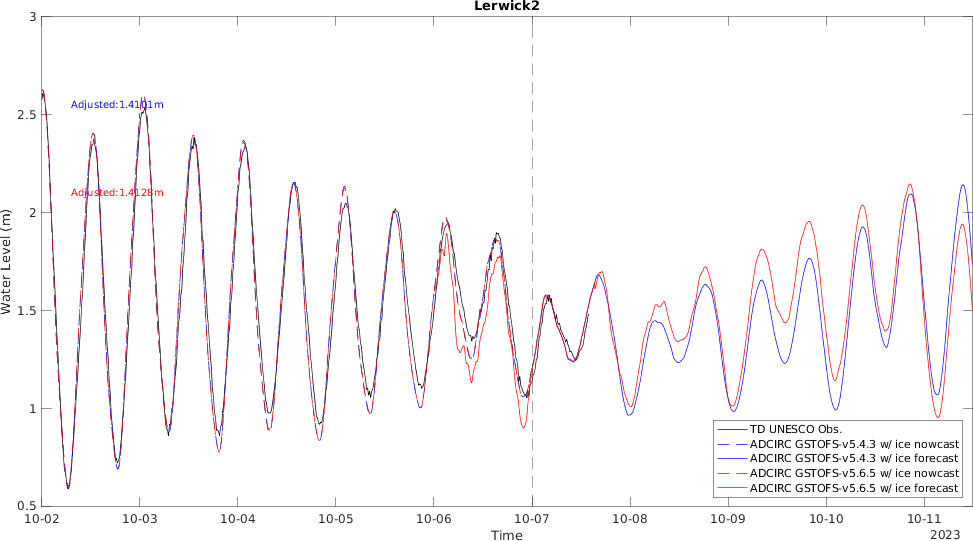 Lerwick2
3
2.5
2
1.5
1
0.5
Water Level (m)
Adjusted:1.4101m
Adjusted:1.4128m
TD UNESCO Obs.
ADCIRC GSTOFS-v5.4.3 w/ ice nowcast
ADCIRC GSTOFS-v5.4.3 w/ ice forecast
ADCIRC GSTOFS-v5.6.5 w/ ice nowcast
ADCIRC GSTOFS-v5.6.5 w/ ice forecast
10-02 10-03 10-04 10-05 10-06 10-07 10-08 10-09 10-10 10-11
Time
2023